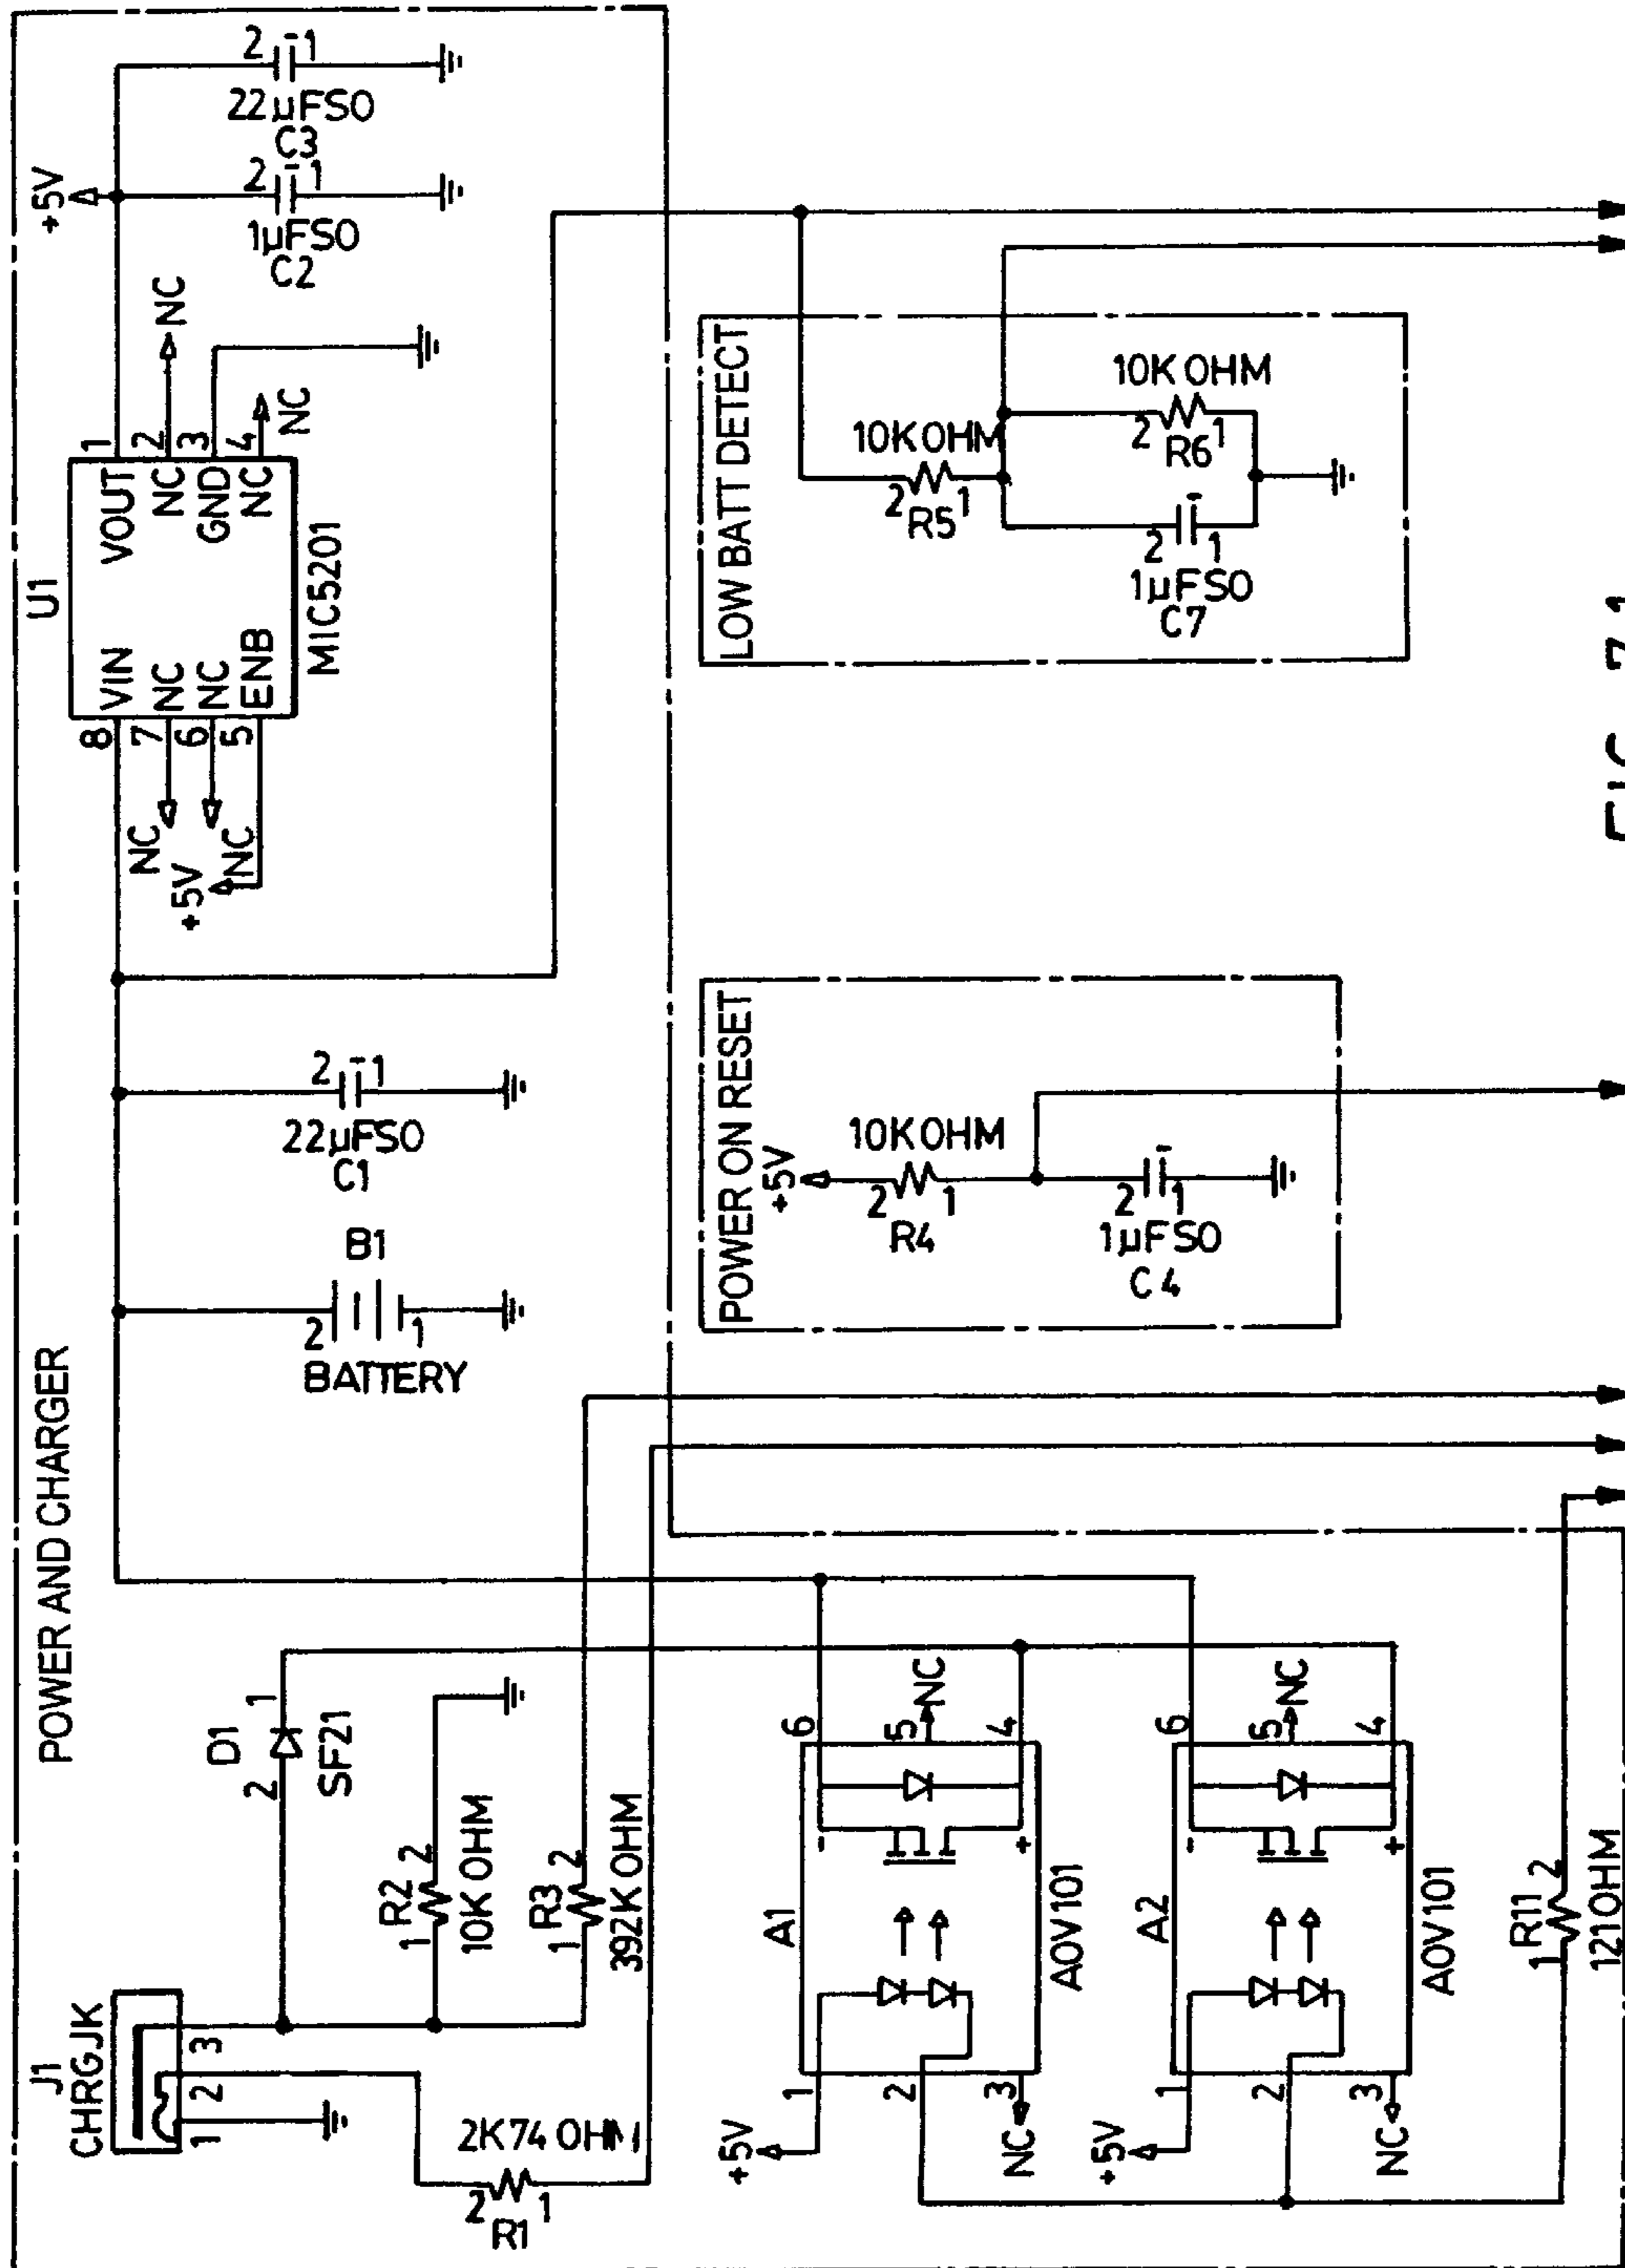 POWER AND CHARGER
J1
CHRGJK
1
2
3
2K74 OHM
2
1
R1
D1
2
1
SF21
R2
1
2
10K OHM
R3
1
2
392K OHM
B1
2
1
BATTERY
2
1
22µFSO
C1
U1
8
VIN
7
NC
6
NC
5
ENB
VOUT
1
NC
2
GND
3
NC
4
MIC5201
NC
NC
+5V
NC
NC
+5V
2
1
1µFSO
C2
2
1
22µFSO
C3
A1
+5V
1
2
3
NC
6
5
NC
4
-
+
AOV101
A2
+5V
1
2
3
NC
6
5
NC
4
-
+
AOV101
R11
1
2
121OHM
POWER ON RESET
+5V
10K OHM
2
1
R4
2
1
1µFSO
C4
LOW BATT DETECT
10K OHM
2
1
R5
10K OHM
2
1
R6
2
1
1µFSO
C7